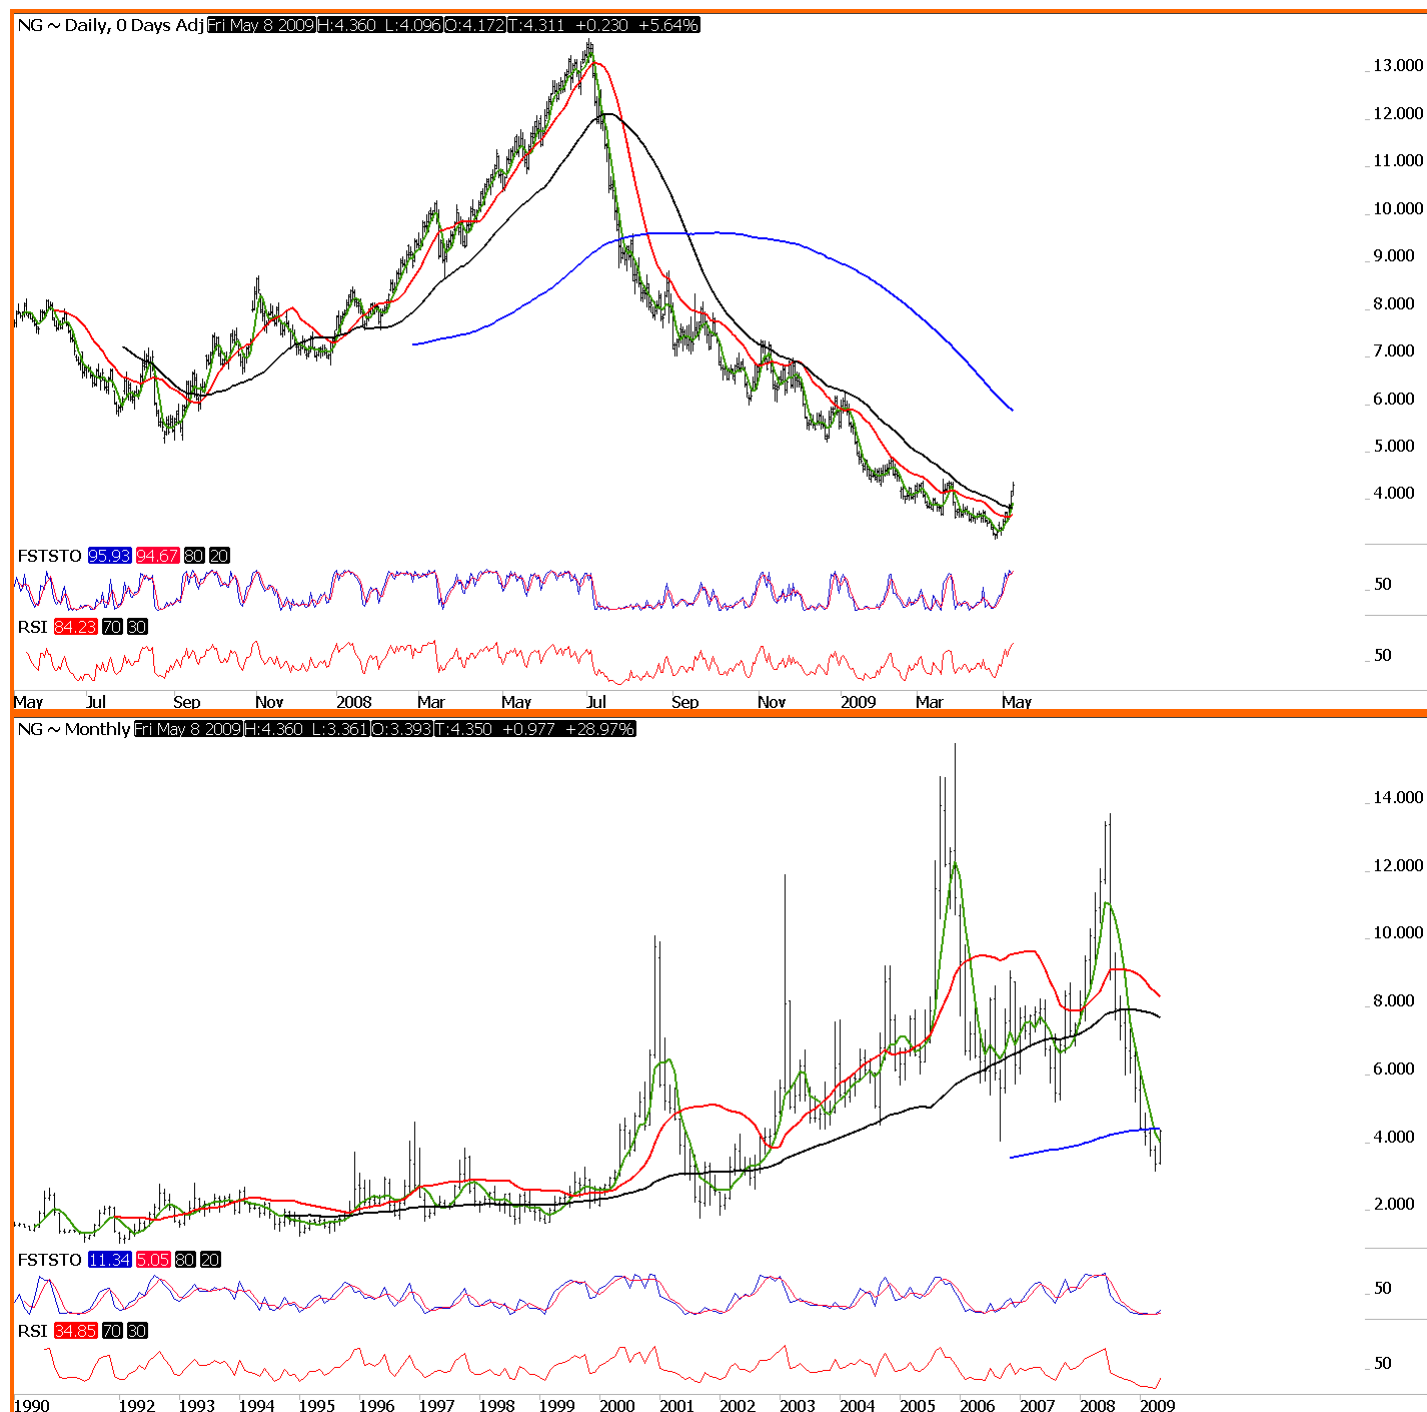 NG ~ Daily, 0 Days Adj Fri May 8 2009 H:4.360 L:4.096 O:4.172 T:4.311 +0.230 +5.64%
13.000
12.000
11.000
10.000
9.000
8.000
7.000
6.000
5.000
4.000
FSTSTO 95.93 94.67 80 20
50
RSI 84.23 70 30
50
May Jul Sep Nov 2008 Mar May Jul Sep Nov 2009 Mar May
NG ~ Monthly Fri May 8 2009 H:4.360 L:3.361 O:3.393 T:4.350 +0.977 +28.97%
14.000
12.000
10.000
8.000
6.000
4.000
2.000
FSTSTO 11.34 5.05 80 20
50
RSI 34.85 70 30
50
1990 1992 1993 1994 1995 1996 1997 1998 1999 2000 2001 2002 2003 2004 2005 2006 2007 2008 2009